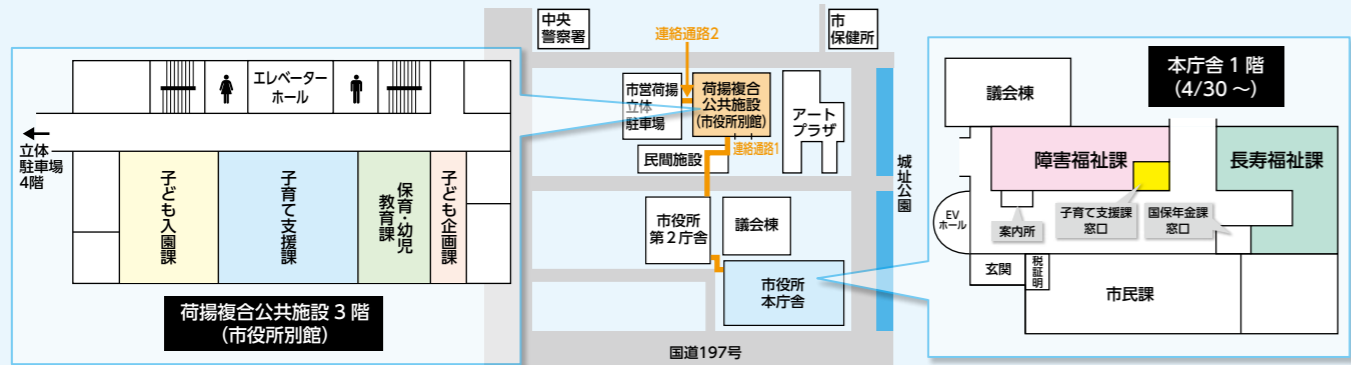 エレベーター
ホール
立体
駐車場
4階
子ども入園課
子育て支援課
保育・幼児
教育課
子ども企画課
荷揚複合公共施設 3 階
(市役所別館)
中央
警察署
連絡通路2
市
保健所
市営荷揚
立体
駐車場
荷揚複合
公共施設
(市役所別館)
アート
プラザ
連絡通路1
民間施設
城址公園
市役所
第2庁舎
議会棟
市役所
本庁舎
国道197号
本庁舎 1 階
(4/30 ~)
議会棟
障害福祉課
長寿福祉課
EV
ホール
案内所
子育て支援課
窓口
国保年金課
窓口
玄関
税証明
市民課